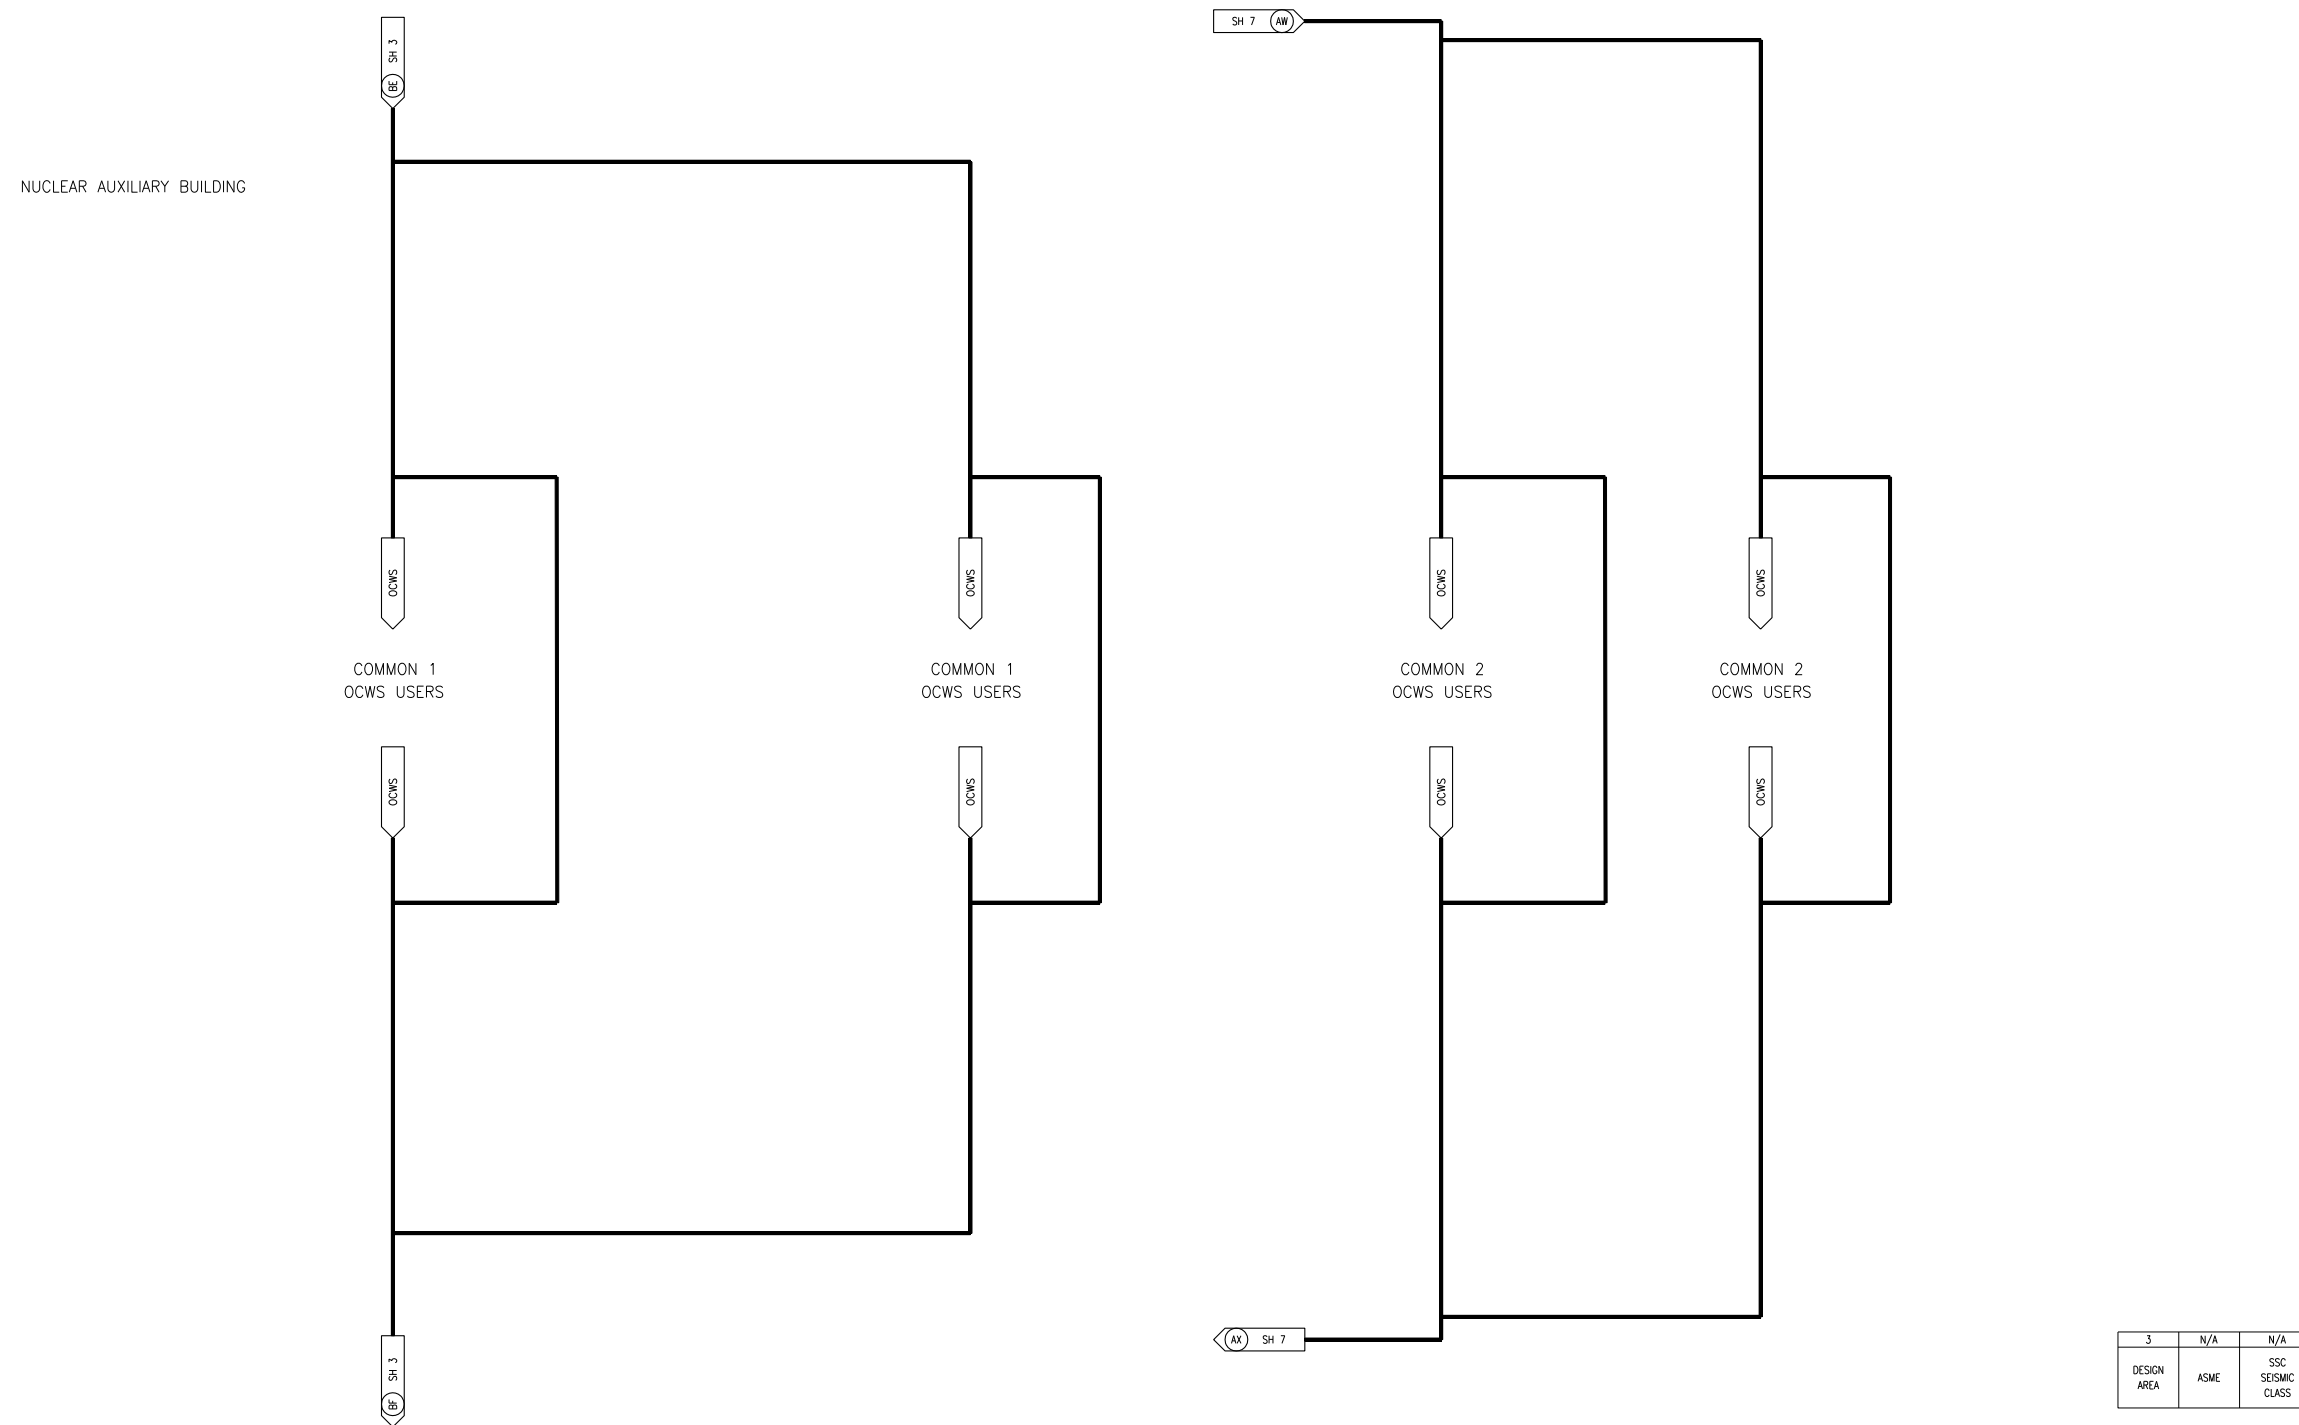 SH 3
BE
SH 7 AW
NUCLEAR AUXILIARY BUILDING
OCWS
OCWS
OCWS
OCWS
COMMON 1
OCWS USERS
COMMON 1
OCWS USERS
COMMON 2
OCWS USERS
COMMON 2
OCWS USERS
OCWS
OCWS
OCWS
OCWS
AX SH 7
SH 3
BF
3 N/A N/A
DESIGN
AREA
ASME
SSC
SEISMIC
CLASS